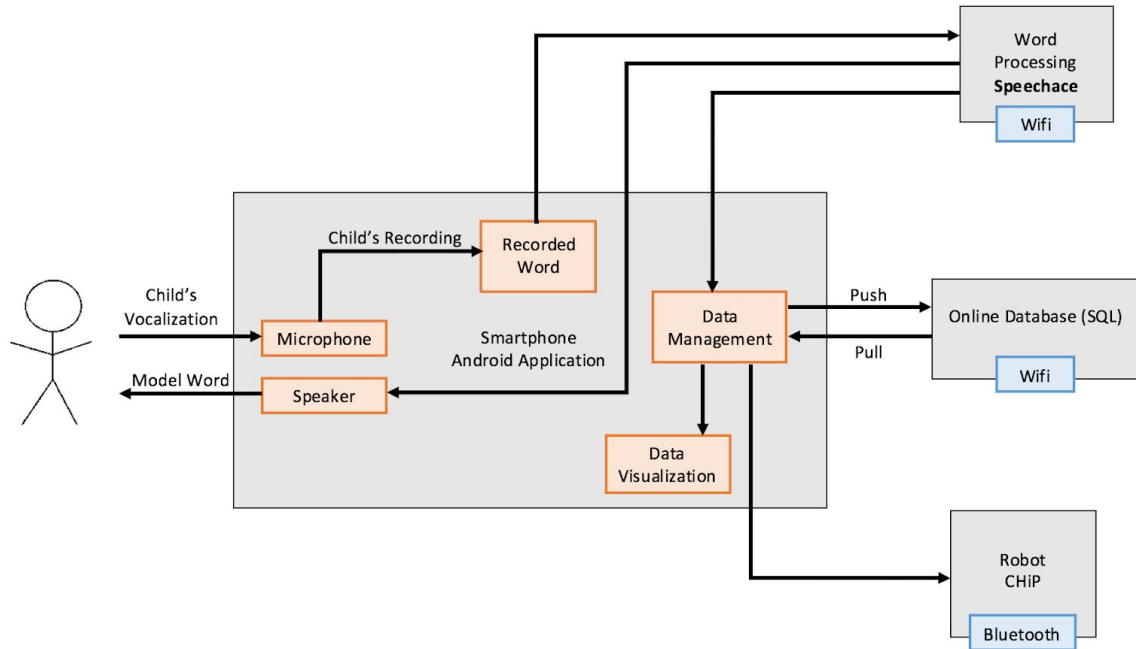 Word
Processing
Speechace
Wifi
Child's Recording
Recorded
Word
Child's
Vocalization
Microphone
Smartphone
Android Application
Data
Management
Push
Pull
Online Database (SQL)
Wifi
Model Word
Speaker
Data
Visualization
Robot
CHiP
Bluetooth